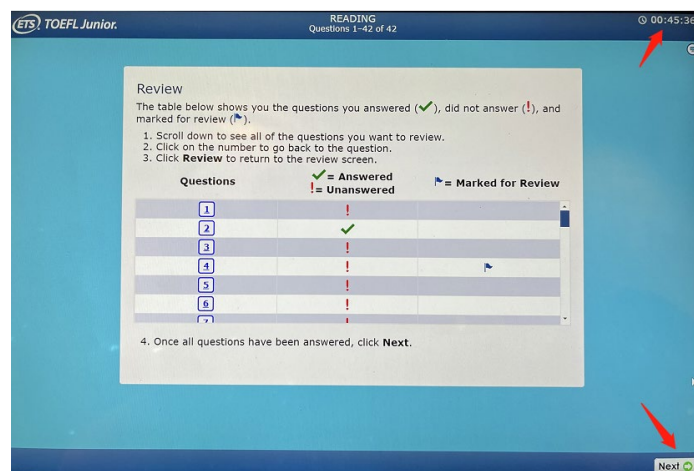 ETS TOEFL Junior.
READING
Questions 1-42 of 42
00:45:36
Review
The table below shows you the questions you answered (✓), did not answer (!), and
marked for review ( ).
1. Scroll down to see all of the questions you want to review.
2. Click on the number to go back to the question.
3. Click Review to return to the review screen.
Questions
✓ = Answered
! = Unanswered
= Marked for Review
1 !
2 ✓
3 !
4 !
5 !
6 !
7 !
4. Once all questions have been answered, click Next.
Next